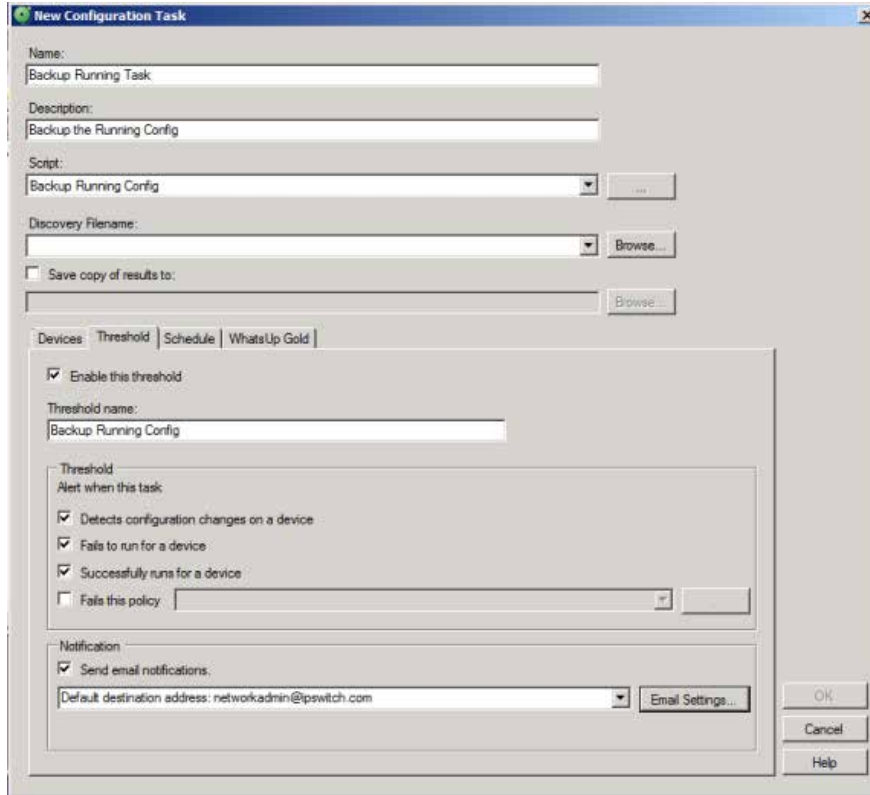 New Configuration Task
Name:
Backup Running Task
Description:
Backup the Running Config
Script:
Backup Running Config
...
Discovery Filename:
Browse...
Save copy of results to:
Browse...
Devices Threshold Schedule WhatsUp Gold
Enable this threshold
Threshold name:
Backup Running Config
Threshold
Alert when this task
Detects configuration changes on a device
Fails to run for a device
Successfully runs for a device
Fails this policy
Notification
Send email notifications.
Default destination address: networkadmin@ipswitch.com
Email Settings...
OK
Cancel
Help